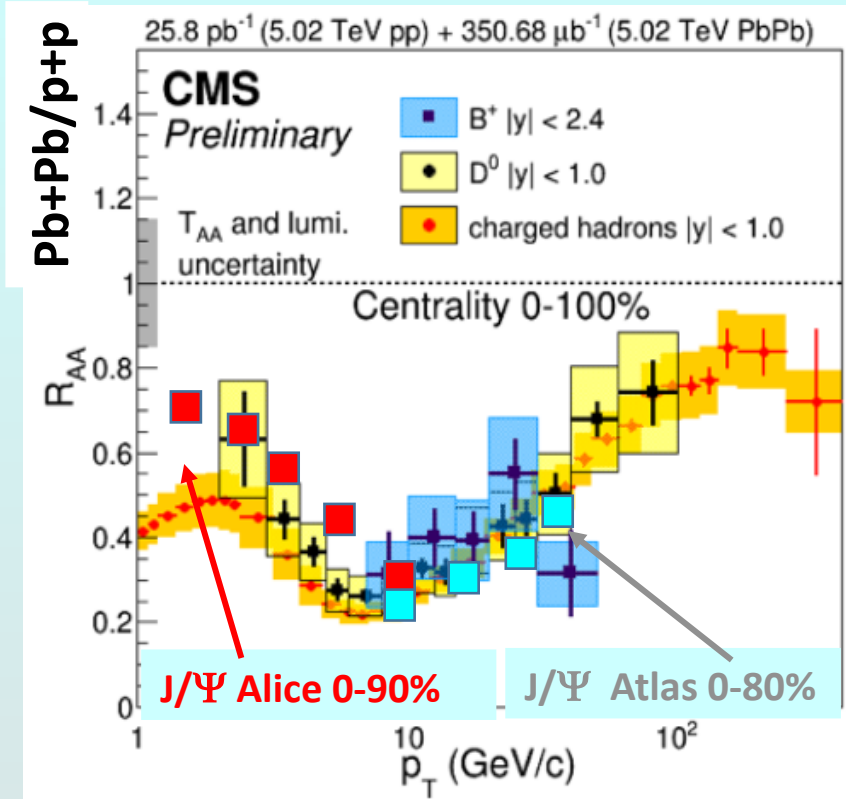 25.8 pb⁻¹ (5.02 TeV pp) + 350.68 μb⁻¹ (5.02 TeV PbPb)
Pb+Pb/p+p
CMS
Preliminary
B⁺ |y| < 2.4
D⁰ |y| < 1.0
charged hadrons |y| < 1.0
T_AA and lumi.
uncertainty
Centrality 0-100%
R_AA
1.4
1.2
1
0.8
0.6
0.4
0.2
0
J/Ψ Alice 0-90%
J/Ψ Atlas 0-80%
1
10
10²
p_T (GeV/c)